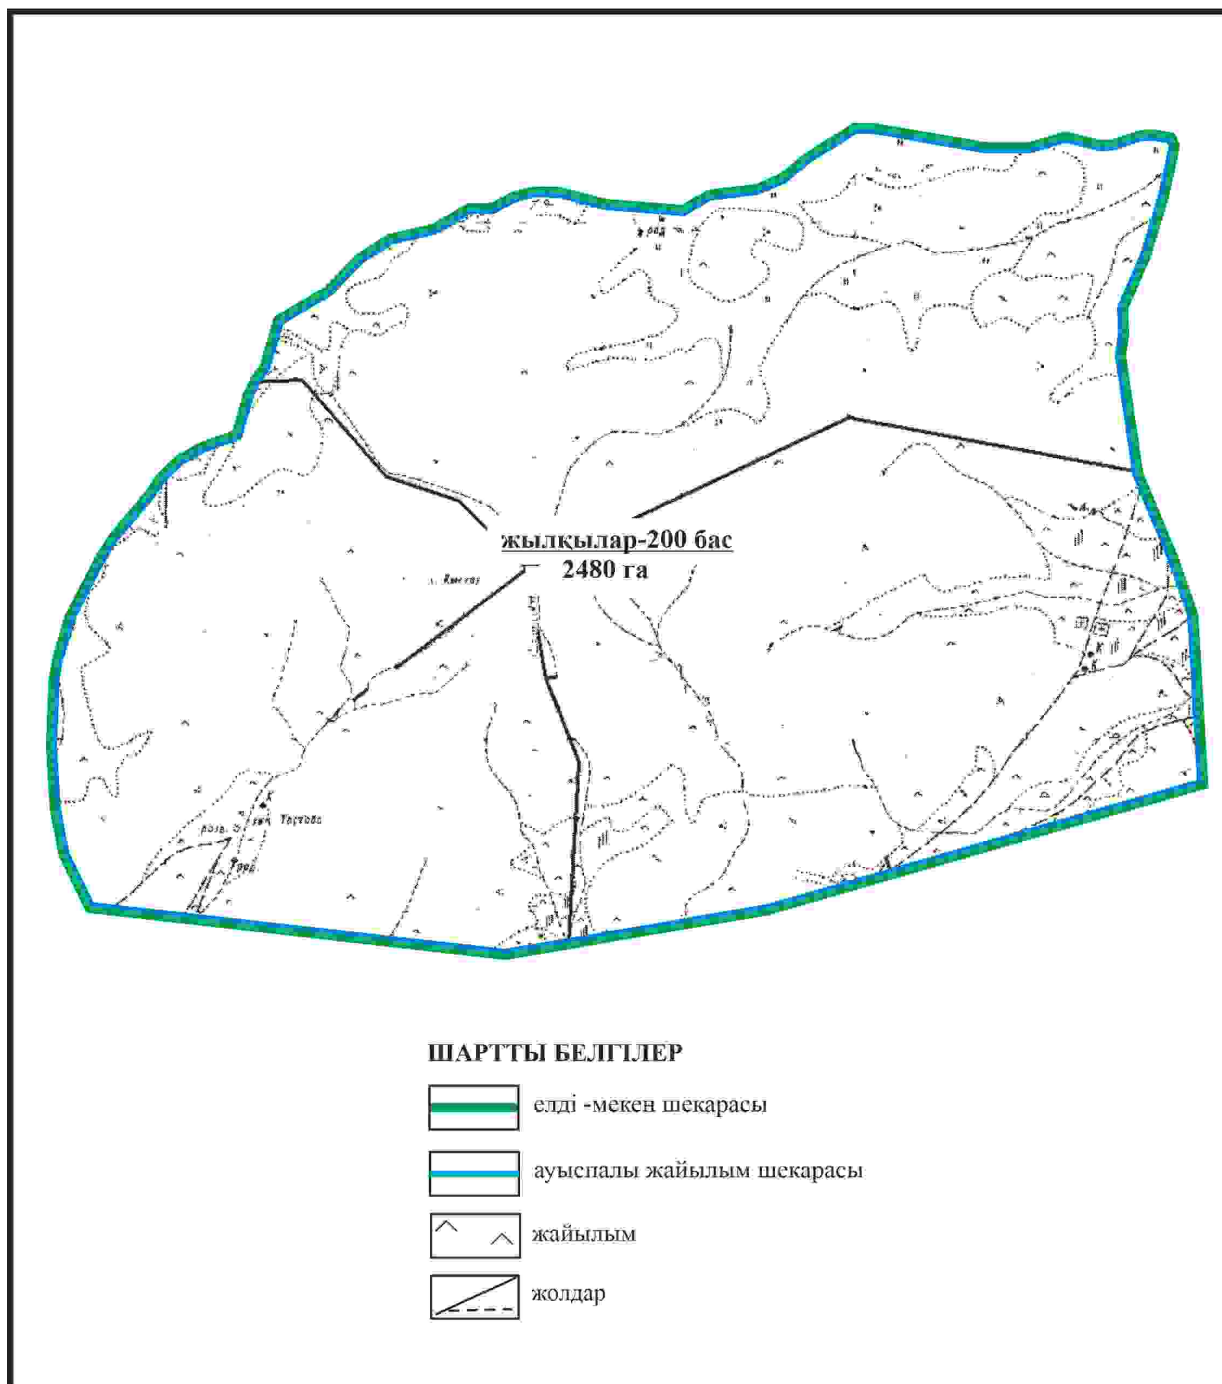 жылқылар-200 бас
2480 га
ШАРТТЫ БЕЛГІЛЕР
елді -мекен шекарасы
ауыспалы жайылым шекарасы
жайылым
жолдар